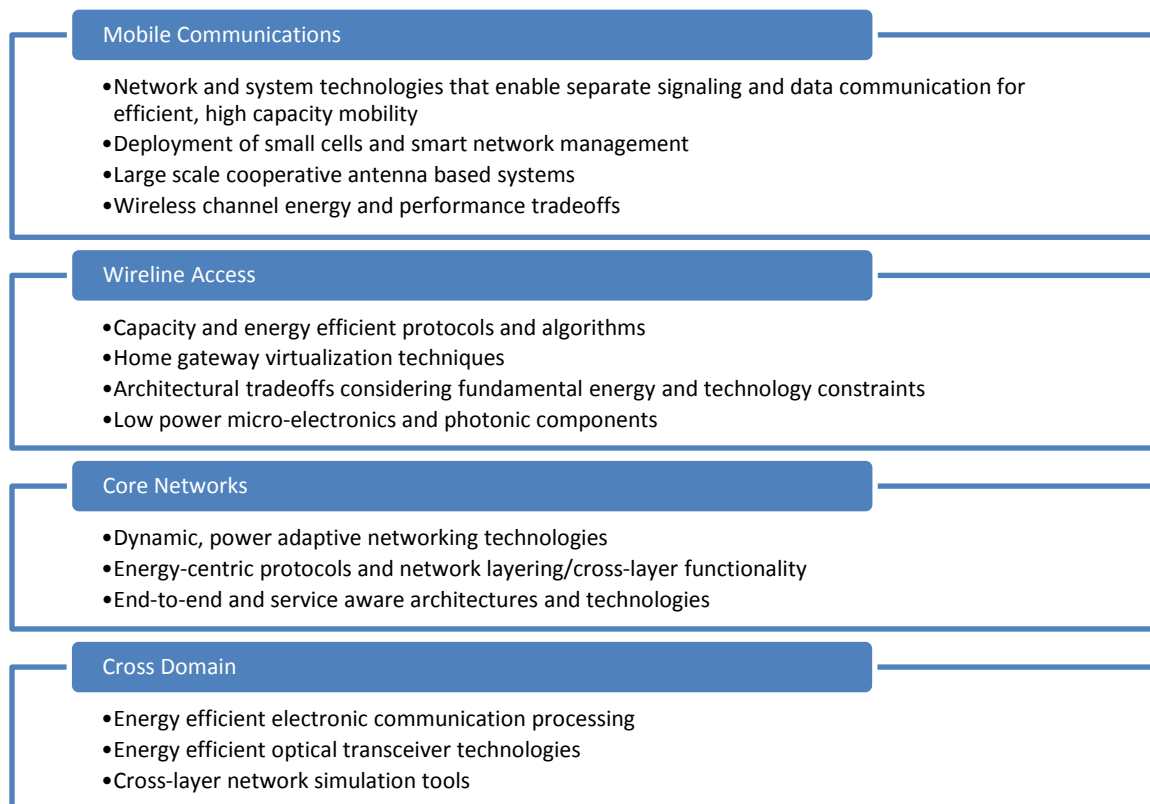 Mobile Communications
•Network and system technologies that enable separate signaling and data communication for
efficient, high capacity mobility
•Deployment of small cells and smart network management
•Large scale cooperative antenna based systems
•Wireless channel energy and performance tradeoffs
Wireline Access
•Capacity and energy efficient protocols and algorithms
•Home gateway virtualization techniques
•Architectural tradeoffs considering fundamental energy and technology constraints
•Low power micro-electronics and photonic components
Core Networks
•Dynamic, power adaptive networking technologies
•Energy-centric protocols and network layering/cross-layer functionality
•End-to-end and service aware architectures and technologies
Cross Domain
•Energy efficient electronic communication processing
•Energy efficient optical transceiver technologies
•Cross-layer network simulation tools